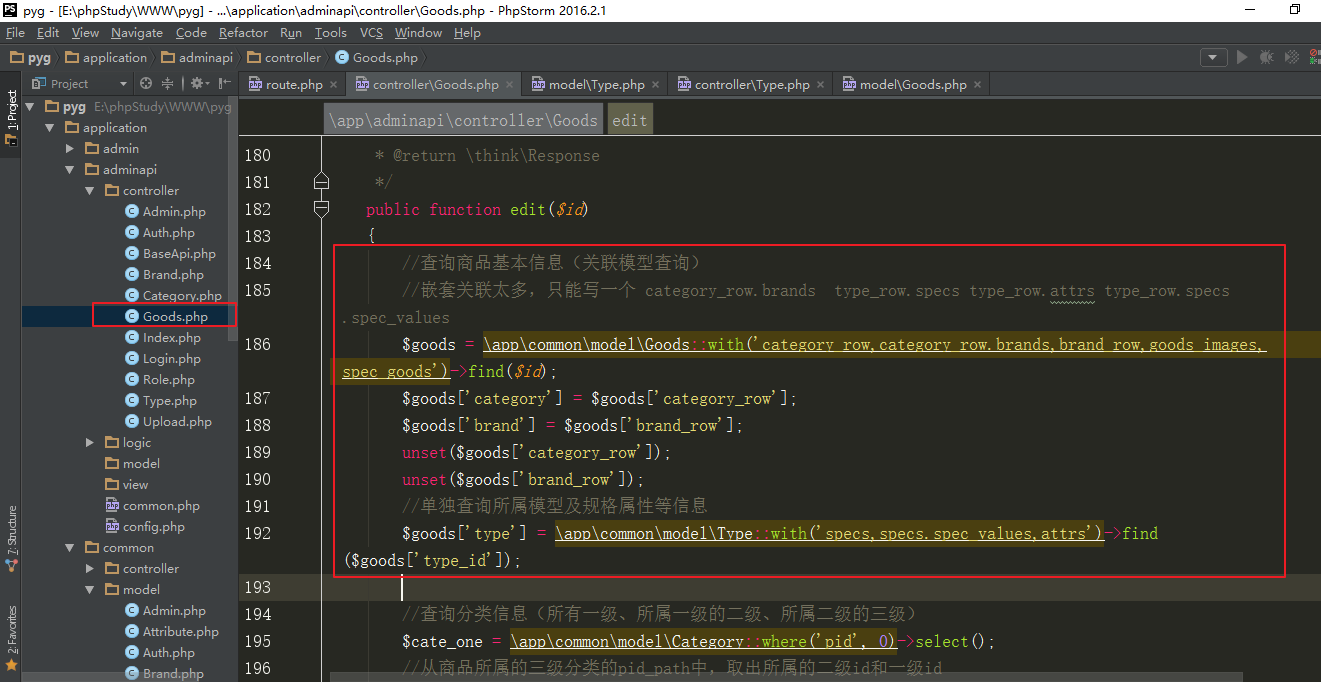 pyg - [E:\phpStudy\WWW\pyg] - ...\application\adminapi\controller\Goods.php - PhpStorm 2016.2.1
File Edit View Navigate Code Refactor Run Tools VCS Window Help
pyg application adminapi controller Goods.php
Project
route.php controller\Goods.php model\Type.php controller\Type.php model\Goods.php
1: Project
7: Structure
2: Favorites
pyg E:\phpStudy\WWW\pyg
application
admin
adminapi
controller
Admin.php
Auth.php
BaseApi.php
Brand.php
Category.php
Goods.php
Index.php
Login.php
Role.php
Type.php
Upload.php
logic
model
view
common.php
config.php
common
controller
model
Admin.php
Attribute.php
Auth.php
Brand.php
\app\adminapi\controller\Goods edit
180 * @return \think\Response
181 */
182 public function edit($id)
183 {
184 //查询商品基本信息（关联模型查询）
185 //嵌套关联太多，只能写一个 category_row.brands  type_row.specs type_row.attrs type_row.specs
.spec_values
186 $goods = \app\common\model\Goods::with('category_row,category_row.brands,brand_row,goods_images,
spec_goods')->find($id);
187 $goods['category'] = $goods['category_row'];
188 $goods['brand'] = $goods['brand_row'];
189 unset($goods['category_row']);
190 unset($goods['brand_row']);
191 //单独查询所属模型及规格属性等信息
192 $goods['type'] = \app\common\model\Type::with('specs,specs.spec_values,attrs')->find
($goods['type_id']);
193
194 //查询分类信息（所有一级、所属一级的二级、所属二级的三级）
195 $cate_one = \app\common\model\Category::where('pid', 0)->select();
196 //从商品所属的三级分类的pid_path中，取出所属的二级id和一级id